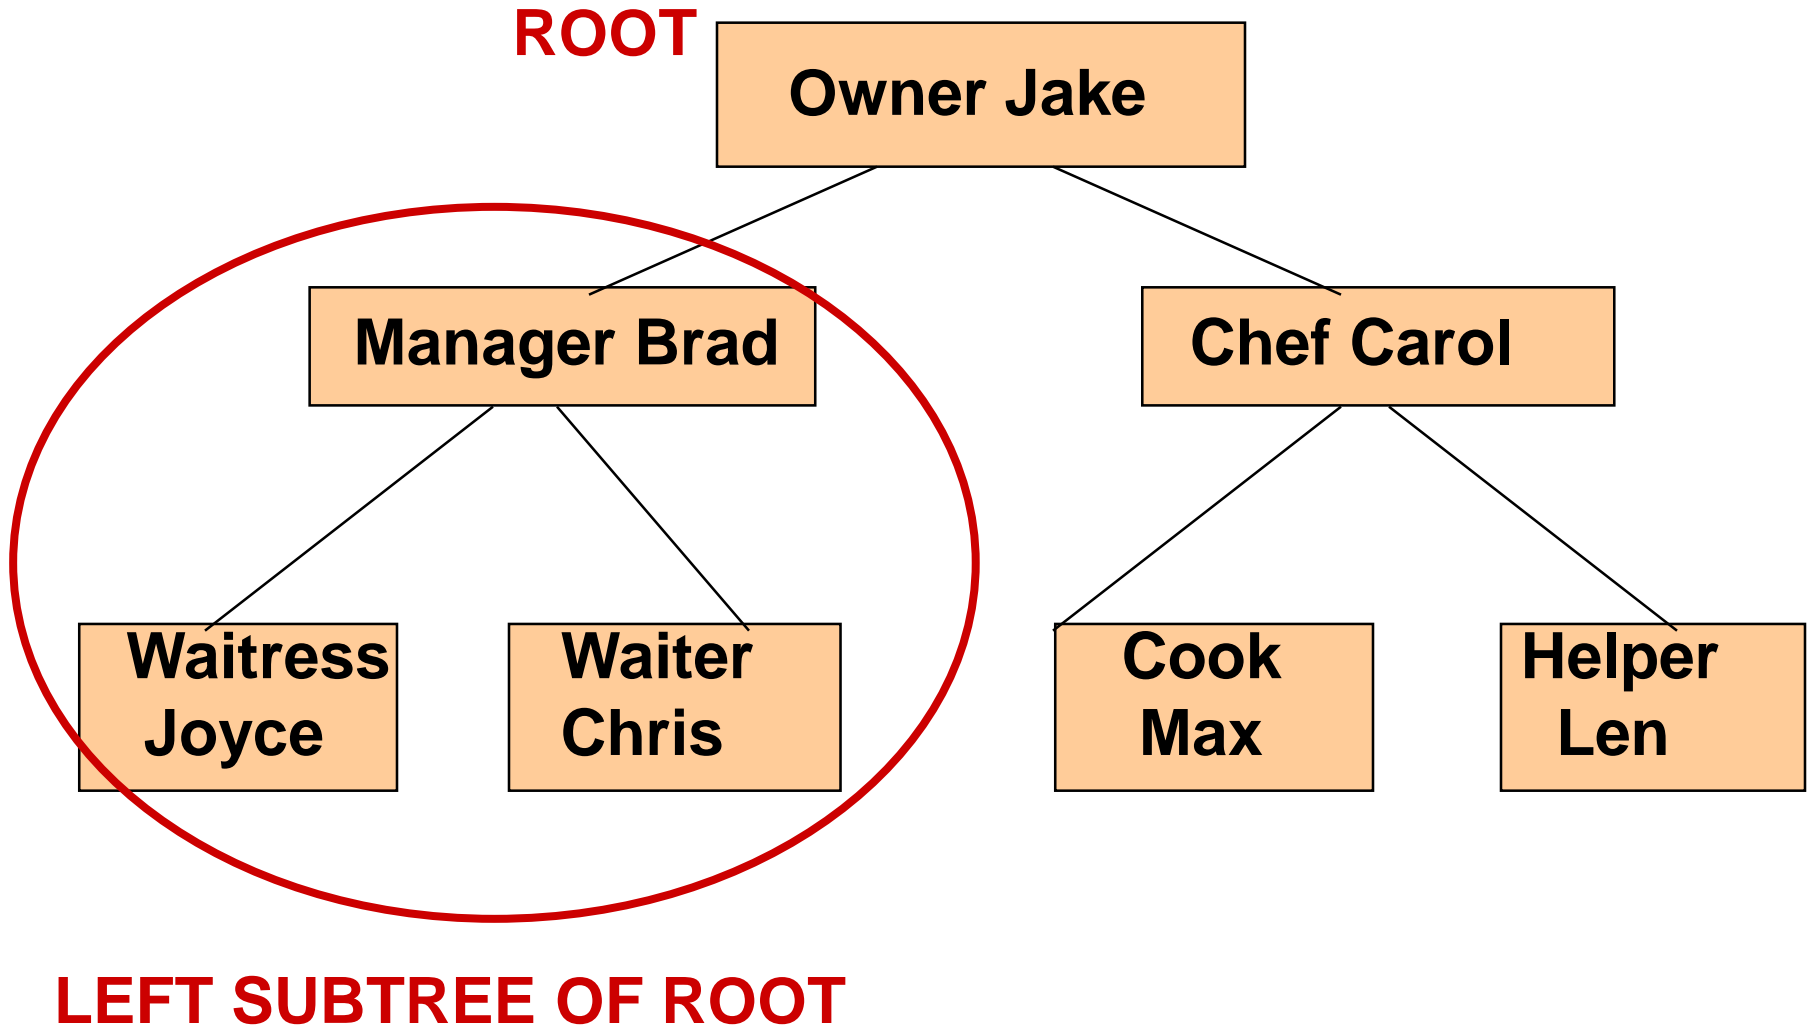 ROOT
Owner Jake
Manager Brad
Chef Carol
Waitress
Joyce
Waiter
Chris
Cook
Max
Helper
Len
LEFT SUBTREE OF ROOT